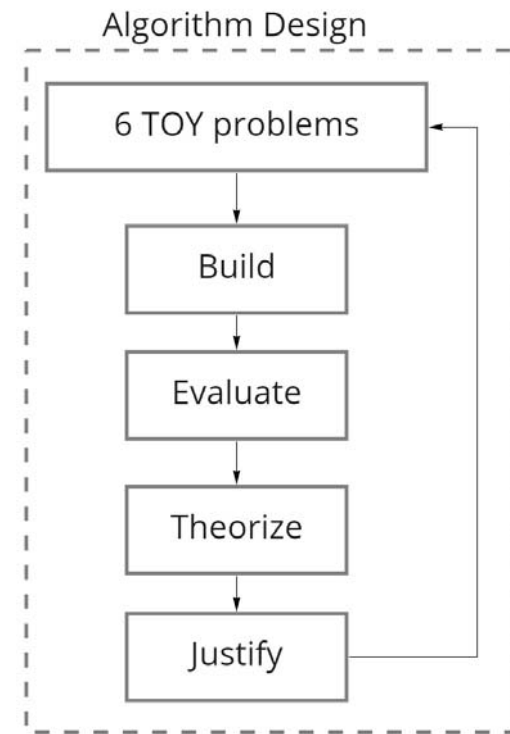 Algorithm Design
6 TOY problems
Build
Evaluate
Theorize
Justify